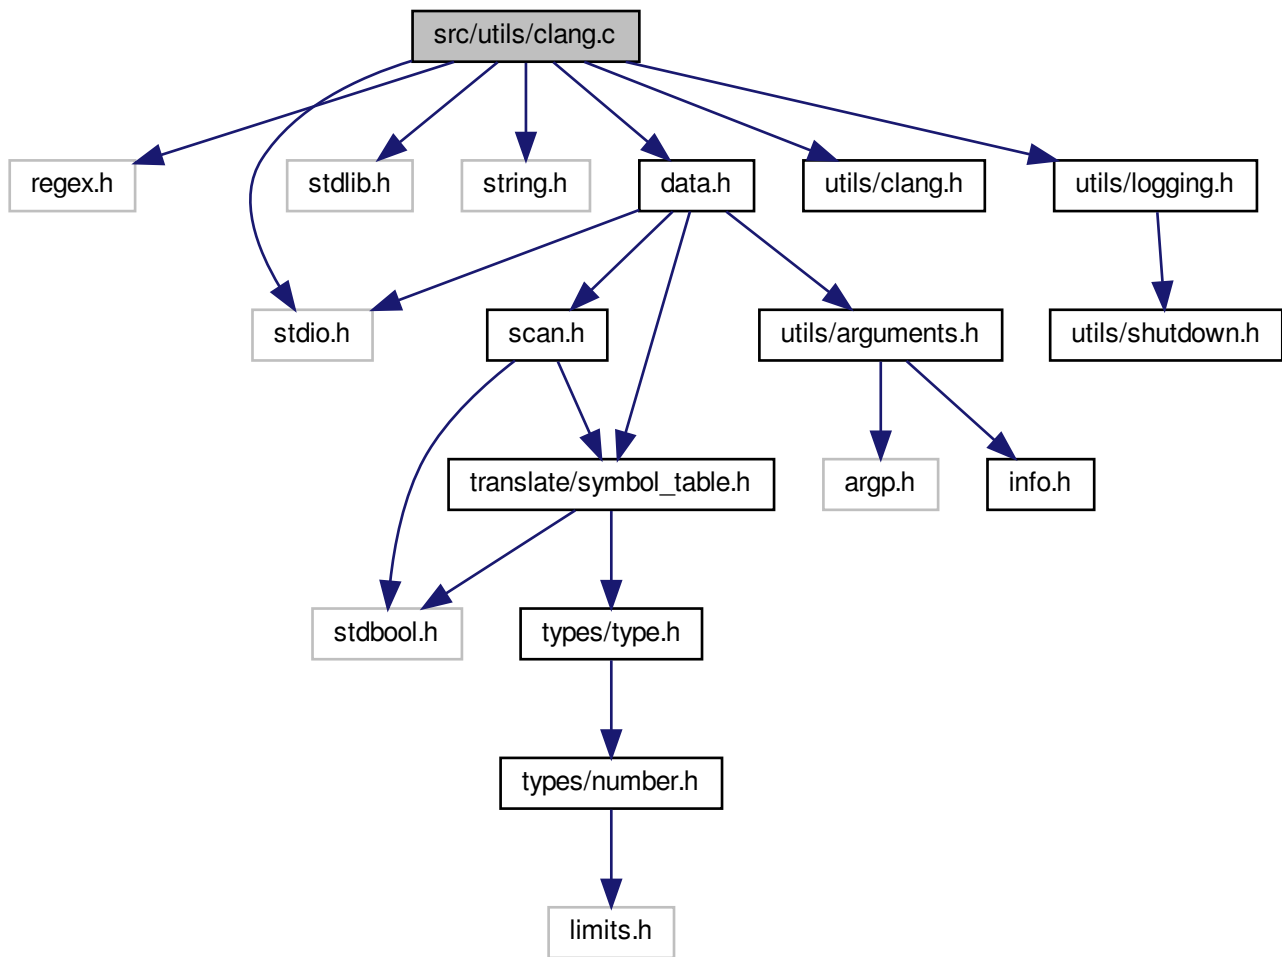 src/utils/clang.c
regex.h
stdlib.h
string.h
data.h
utils/clang.h
utils/logging.h
stdio.h
scan.h
utils/arguments.h
utils/shutdown.h
translate/symbol_table.h
argp.h
info.h
stdbool.h
types/type.h
types/number.h
limits.h